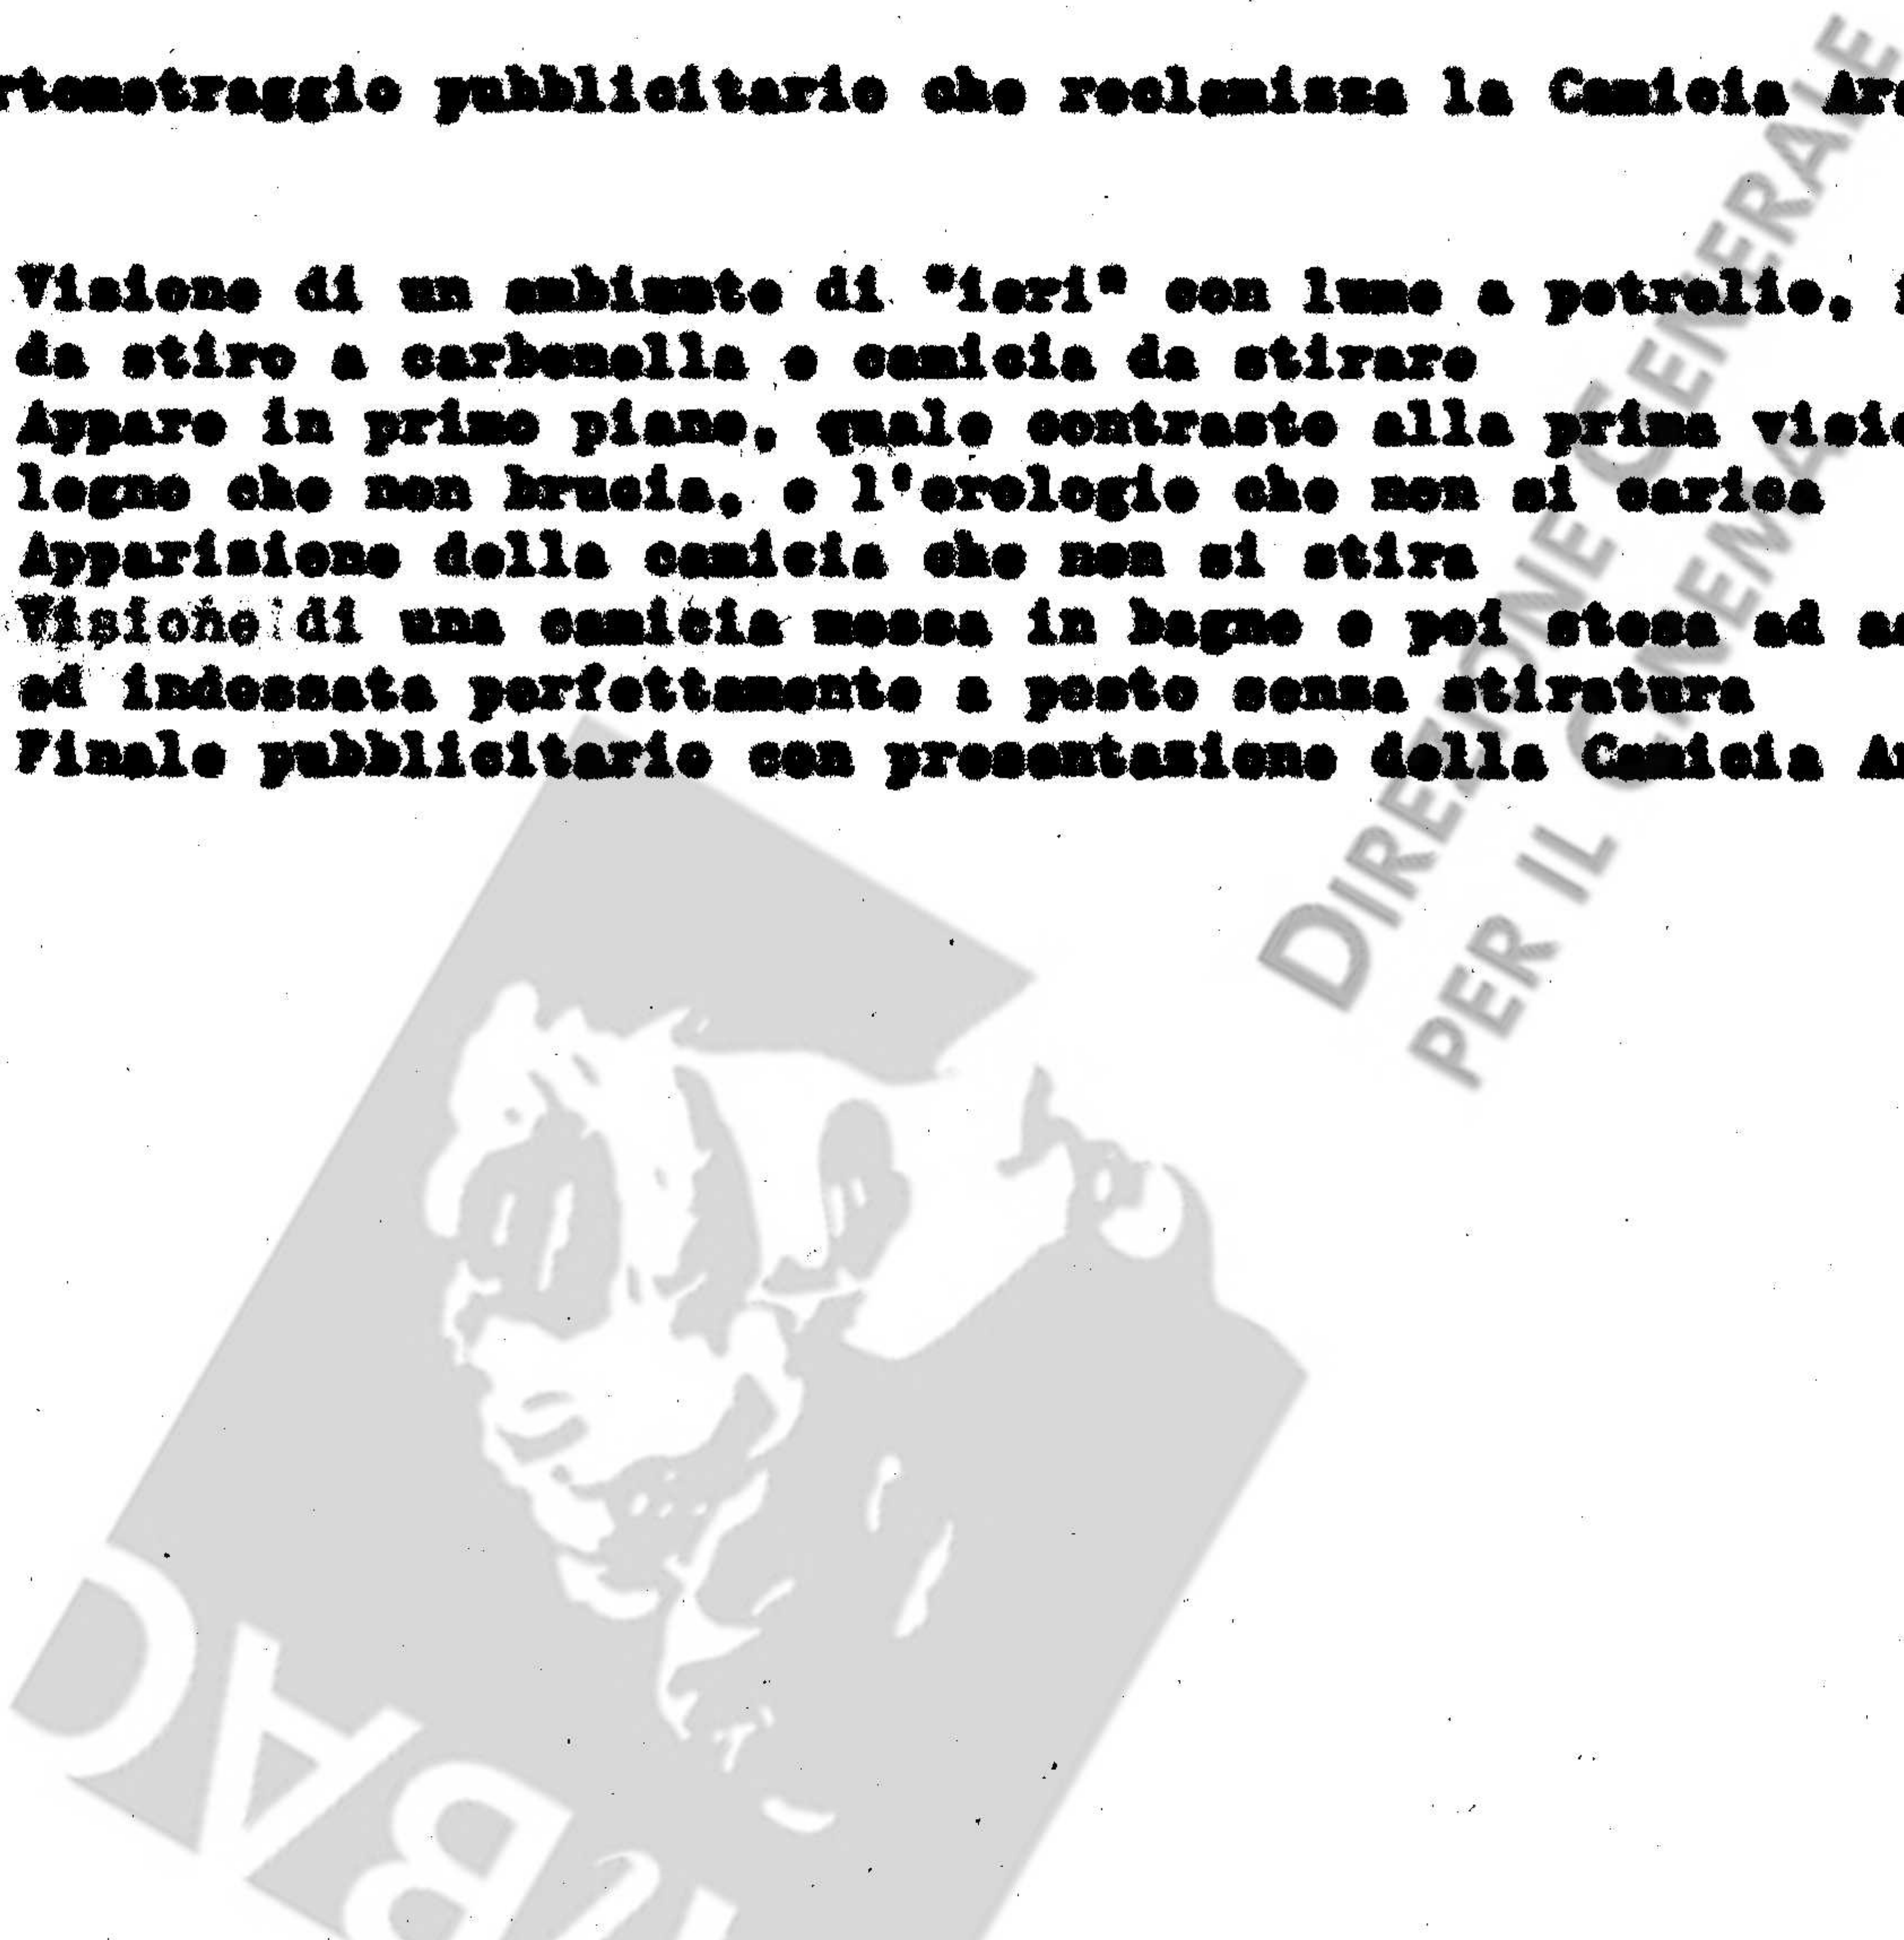 rtometraggio pubblicitario che reclamizza la Camicia Ar
Visione di un ambiente di "ieri" con lume a petrolio,
da stiro a carbonella e camicia da stirare
Appare in primo piano, quale contrasto alla prima visio
legno che non brucia, e l'orologio che non si carica
Apparizione della camicia che non si stira
Visione di una camicia messa in bagno e poi stesa ad as
ed indossata perfettamente a posto senza stiratura
Finale pubblicitario con presentazione della Camicia Ar
DIREZIONE GENERALE
PER IL CINEMA